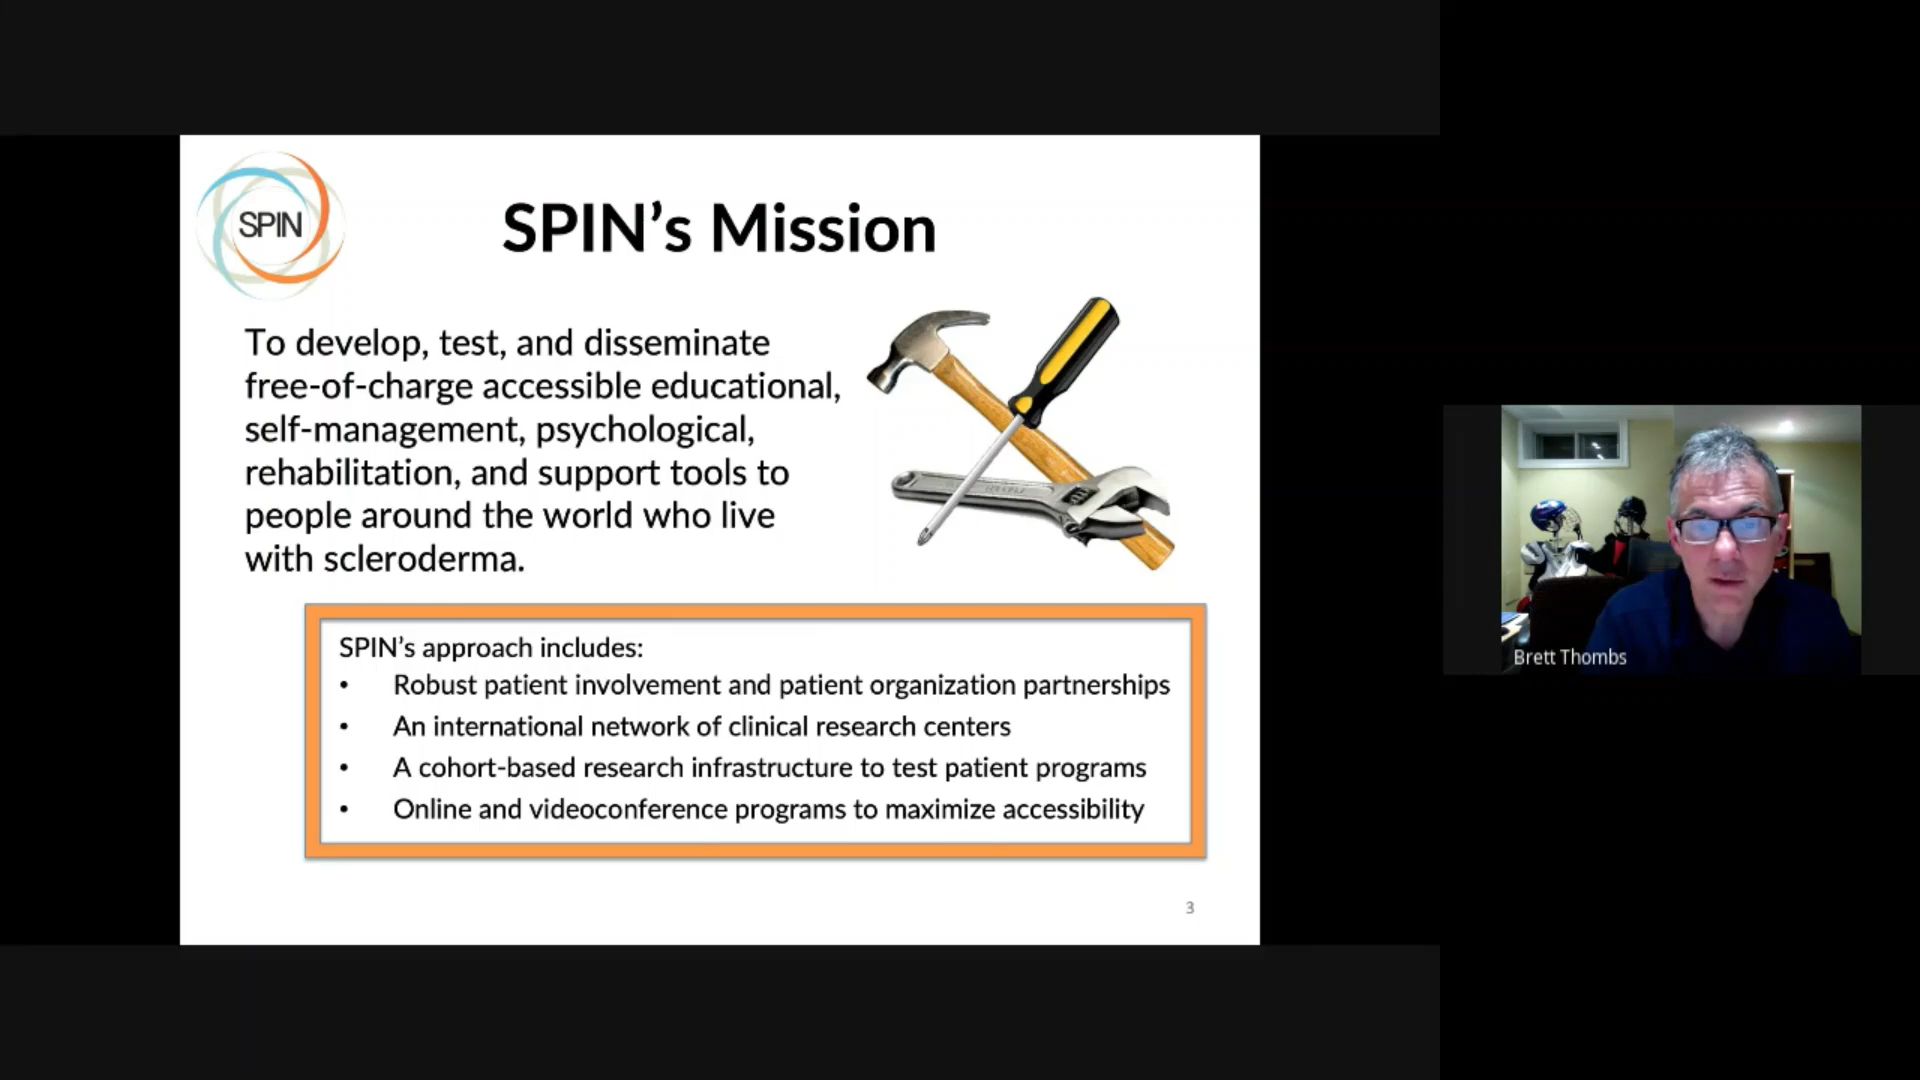 SPIN
SPIN’s Mission
To develop, test, and disseminate
free-of-charge accessible educational,
self-management, psychological,
rehabilitation, and support tools to
people around the world who live
with scleroderma.
SPIN’s approach includes:
• Robust patient involvement and patient organization partnerships
• An international network of clinical research centers
• A cohort-based research infrastructure to test patient programs
• Online and videoconference programs to maximize accessibility
3
Brett Thombs